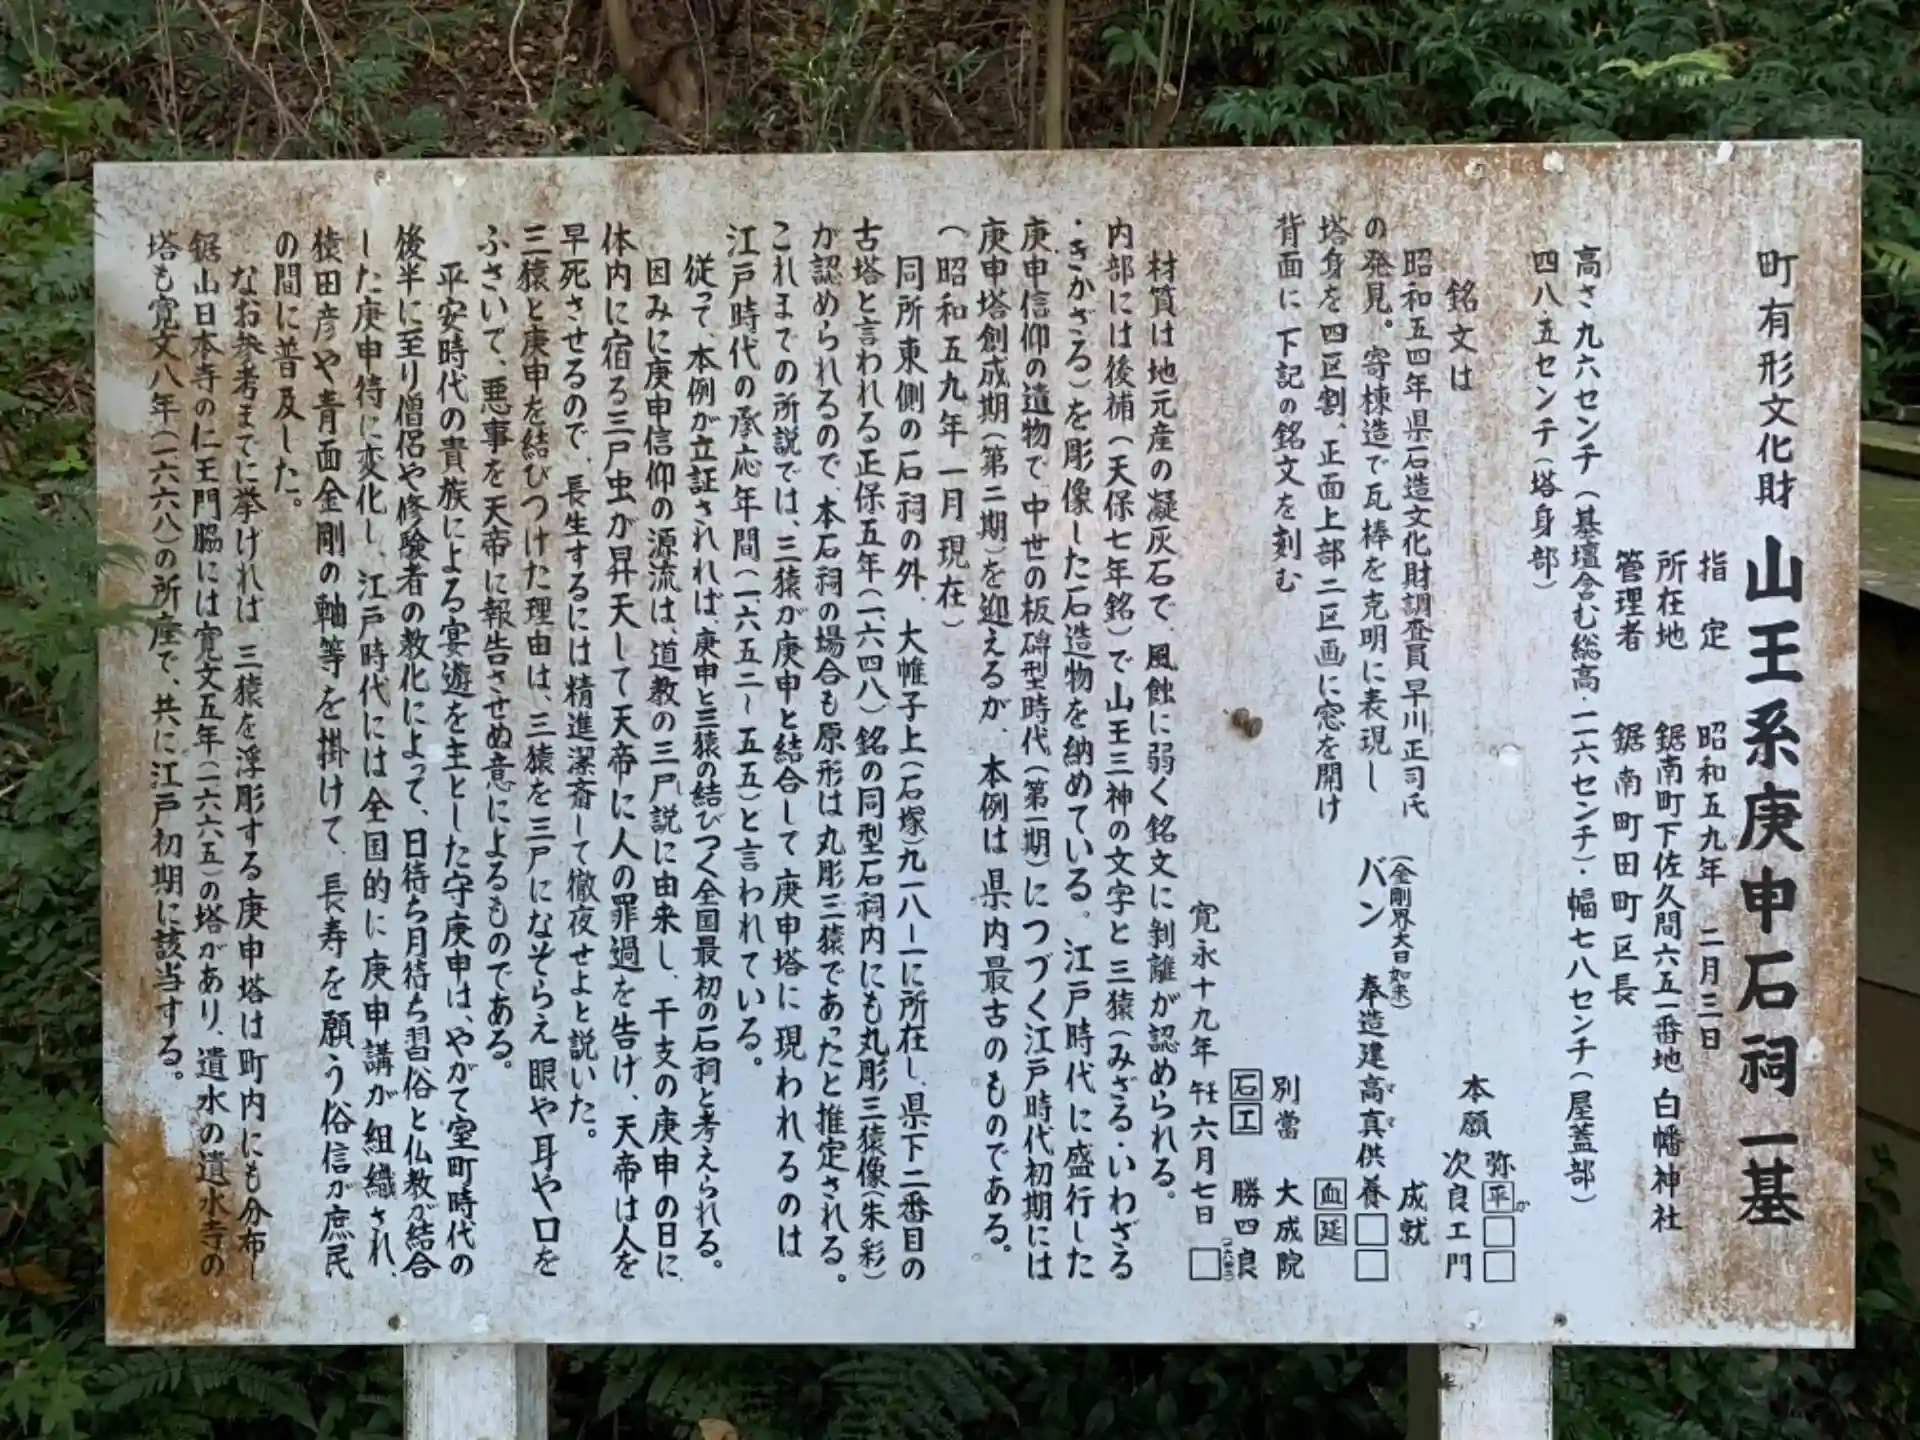 町有形文化財 山王系庚申石祠 一基
指定 昭和五九年 二月三日
所在地 鋸南町下佐久間六五一番地 白幡神社
管理者 鋸南町田町区長
高さ九六センチ(基壇含む総高・一二六センチ)・幅七八センチ(屋蓋部)
四八・五センチ(塔身部)
銘文は
昭和五四年県石造文化財調査員早川正司氏
の発見。寄棟造で瓦棒を克明に表現し
塔身を四区割、正面上部二区画に窓を開け
背面に下記の銘文を刻む
本願 弥平□□
次良エ門
(金剛界大日如来)
バン 奉造建高真供養□□
成就
血延
別當 大成院
石工 勝四良
寛永十九年 壬午 六月七日 □
材質は地元産の凝灰石で、風蝕に弱く銘文に剝離が認められる。
内部には後補(天保七年銘)で山王三神の文字と三猿(みざる・いわざる
・きかざる)を彫像した石造物を納めている。江戸時代に盛行した
庚申信仰の遺物で中世の板碑型時代(第一期)につづく江戸時代初期には
庚申塔創成期(第二期)を迎えるが、本例は県内最古のものである。
(昭和五九年一月現在)
同所東側の石祠の外、大帷子上(石塚)九一八ー一に所在し、県下二番目の
古塔と言われる正保五年(一六四八)銘の同型石祠内にも丸彫三猿像(朱彩)
が認められるので、本石祠の場合も原形は丸彫三猿であったと推定される。
これまでの所説では、三猿が庚申と結合して庚申塔に現われるのは
江戸時代の承応年間(一六五二〜五五)と言われている。
従って、本例が立証されれば、庚申と三猿の結びつく全国最初の石祠と考えられる。
因みに庚申信仰の源流は、道教の三尸説に由来し、干支の庚申の日に
体内に宿る三尸虫が昇天して天帝に人の罪過を告げ、天帝は人を
早死させるので、長生するには精進潔斎して徹夜せよと説いた。
三猿と庚申を結びつけた理由は、三猿を三尸になぞらえ眼や耳や口を
ふさいで、悪事を天帝に報告させぬ意によるものである。
平安時代の貴族による宴遊を主とした守庚申は、やがて室町時代の
後半に至り僧侶や修験者の教化によって、日待ち月待ち習俗と仏教が結合
した庚申待に変化し、江戸時代には全国的に庚申講が組織され、
猿田彦や青面金剛の軸等を掛けて、長寿を願う俗信が庶民
の間に普及した。
なお参考までに挙げれば、三猿を浮彫する庚申塔は町内にも分布し
鋸山日本寺の仁王門脇には寛文五年(一六六五)の塔があり、遺水の遺水寺の
塔も寛文八年(一六六八)の所産で、共に江戸初期に該当する。